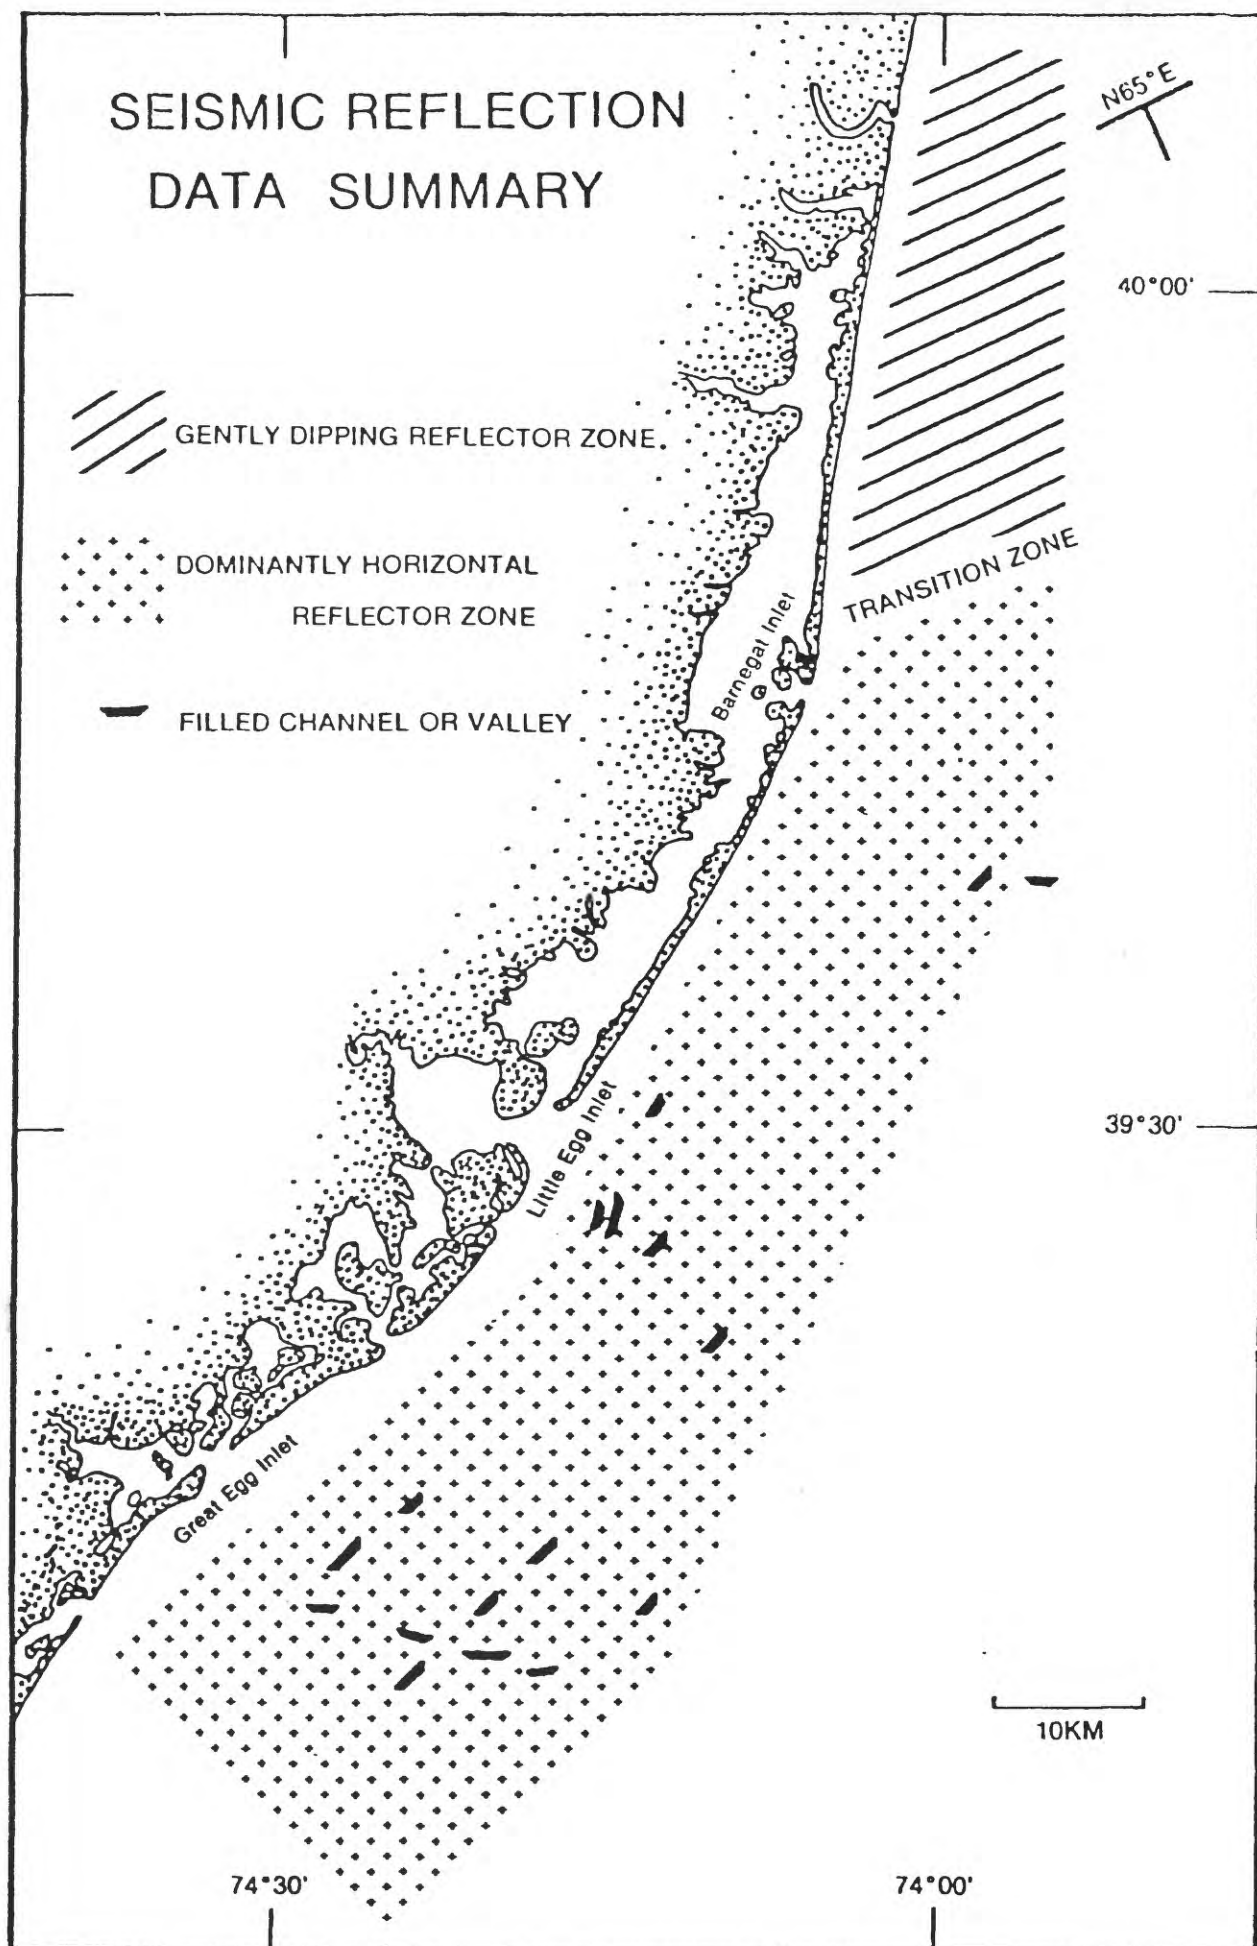 SEISMIC REFLECTION
DATA SUMMARY
N65°E
40°00'
GENTLY DIPPING REFLECTOR ZONE.
DOMINANTLY HORIZONTAL
REFLECTOR ZONE
TRANSITION ZONE
Barnegat Inlet
FILLED CHANNEL OR VALLEY
39°30'
Little Egg Inlet
Great Egg Inlet
10KM
74°30'
74°00'